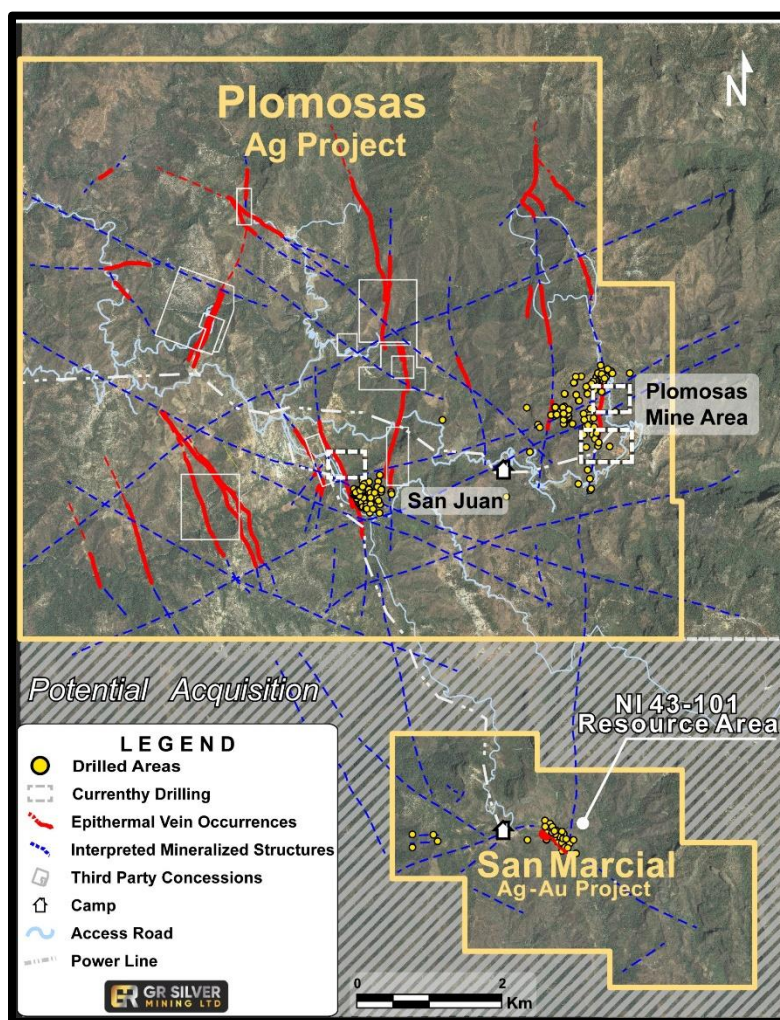 Plomosas
Ag Project
N
Plomosas
Mine Area
San Juan
Potential Acquisition
NI 43-101
Resource Area
LEGEND
Drilled Areas
Currenthy Drilling
Epithermal Vein Occurrences
Interpreted Mineralized Structures
Third Party Concessions
Camp
Access Road
Power Line
GR SILVER
MINING LTD
San Marcial
Ag-Au Project
0 2
Km